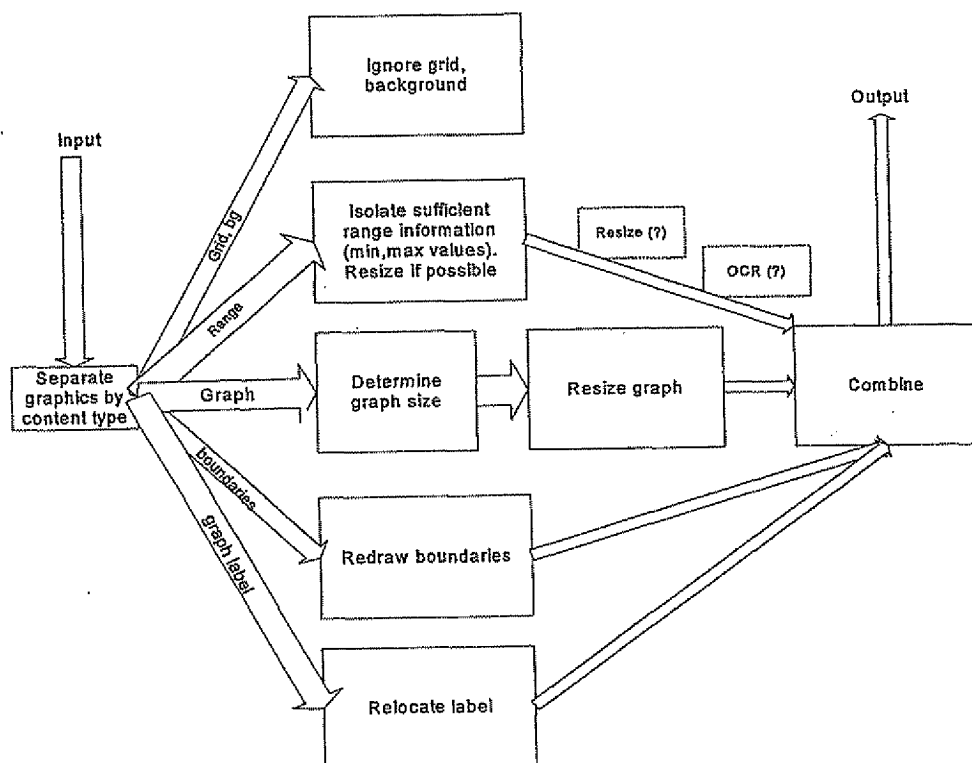 Ignore grid,
background
Output
Input
Grid, bg
Isolate sufficient
range information
(min,max values).
Resize if possible
Resize (?)
OCR (?)
Range
Separate
graphics by
content type
Graph
Determine
graph size
Resize graph
Combine
boundaries
graph label
Redraw boundaries
Relocate label